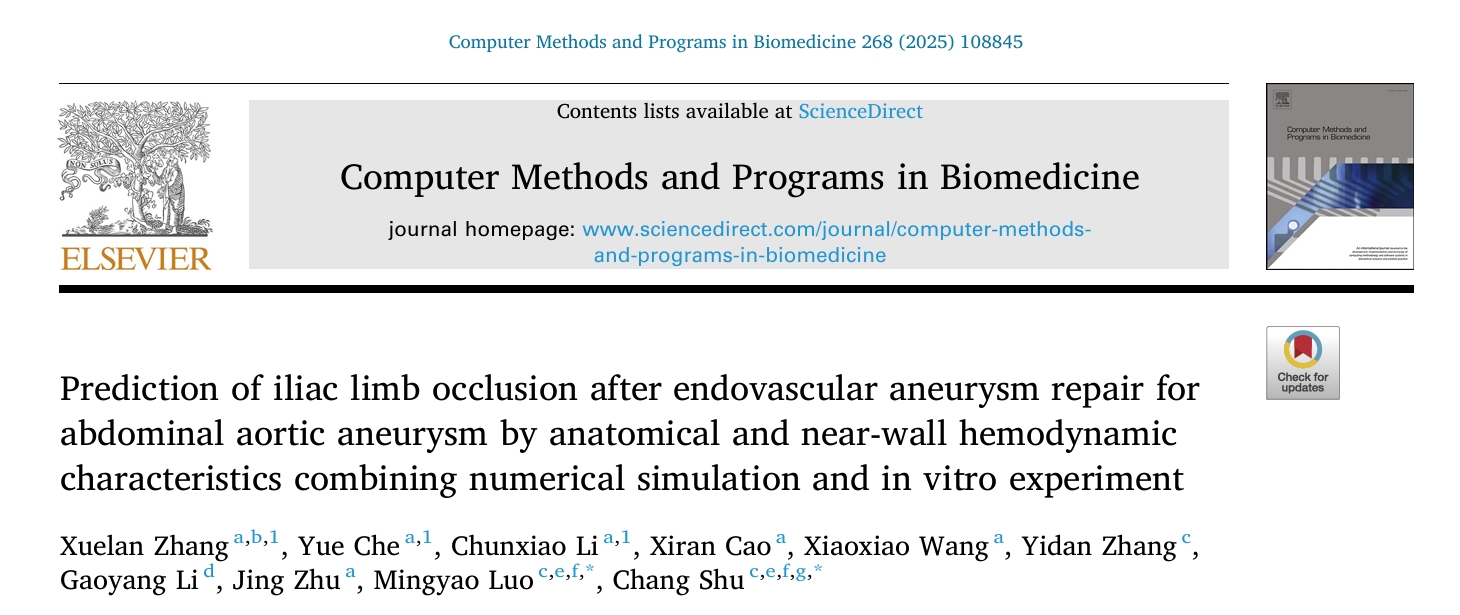 Computer Methods and Programs in Biomedicine 268 (2025) 108845
Contents lists available at ScienceDirect
Computer Methods and Programs in Biomedicine
journal homepage: www.sciencedirect.com/journal/computer-methods-
and-programs-in-biomedicine
NON SOLUS
ELSEVIER
Computer Methods and
Programs in Biomedicine
Check for
updates
Prediction of iliac limb occlusion after endovascular aneurysm repair for
abdominal aortic aneurysm by anatomical and near-wall hemodynamic
characteristics combining numerical simulation and in vitro experiment
Xuelan Zhang a,b,1, Yue Che a,1, Chunxiao Li a,1, Xiran Cao a, Xiaoxiao Wang a, Yidan Zhang c,
Gaoyang Li d, Jing Zhu a, Mingyao Luo c,e,f,*, Chang Shu c,e,f,g,*